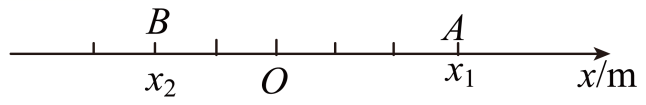 B A
x₂ O x₁ x/m